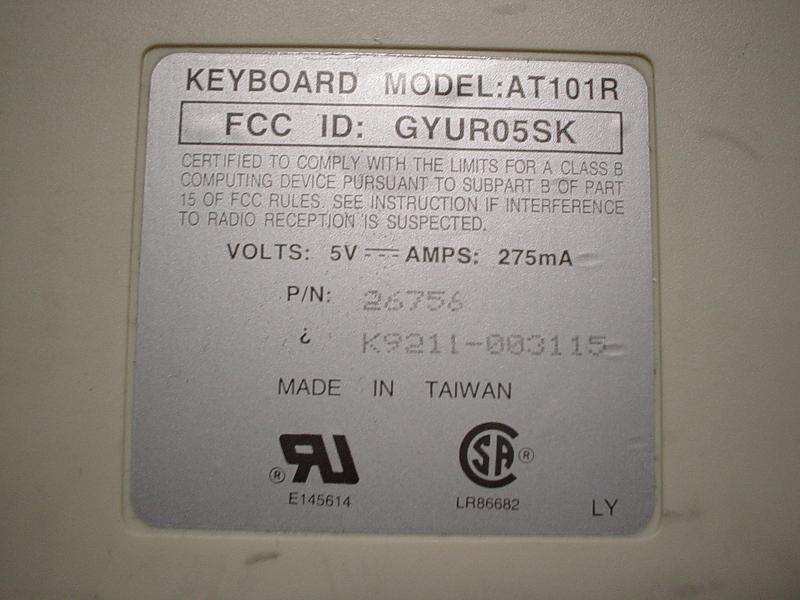 KEYBOARD MODEL:AT101R
FCC ID: GYUR05SK
CERTIFIED TO COMPLY WITH THE LIMITS FOR A CLASS B
COMPUTING DEVICE PURSUANT TO SUBPART B OF PART
15 OF FCC RULES. SEE INSTRUCTION IF INTERFERENCE
TO RADIO RECEPTION IS SUSPECTED.
VOLTS: 5V AMPS: 275mA
P/N: 26756
¿ K9211-003115
MADE IN TAIWAN
RU ®
SA ®
E145614
LR86682
LY